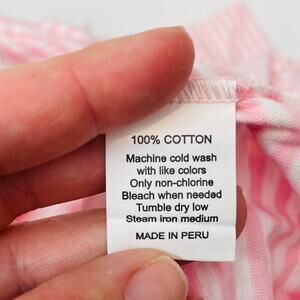 100% COTTON
Machine cold wash
with like colors
Only non-chlorine
Bleach when needed
Tumble dry low
Steam iron medium
MADE IN PERU